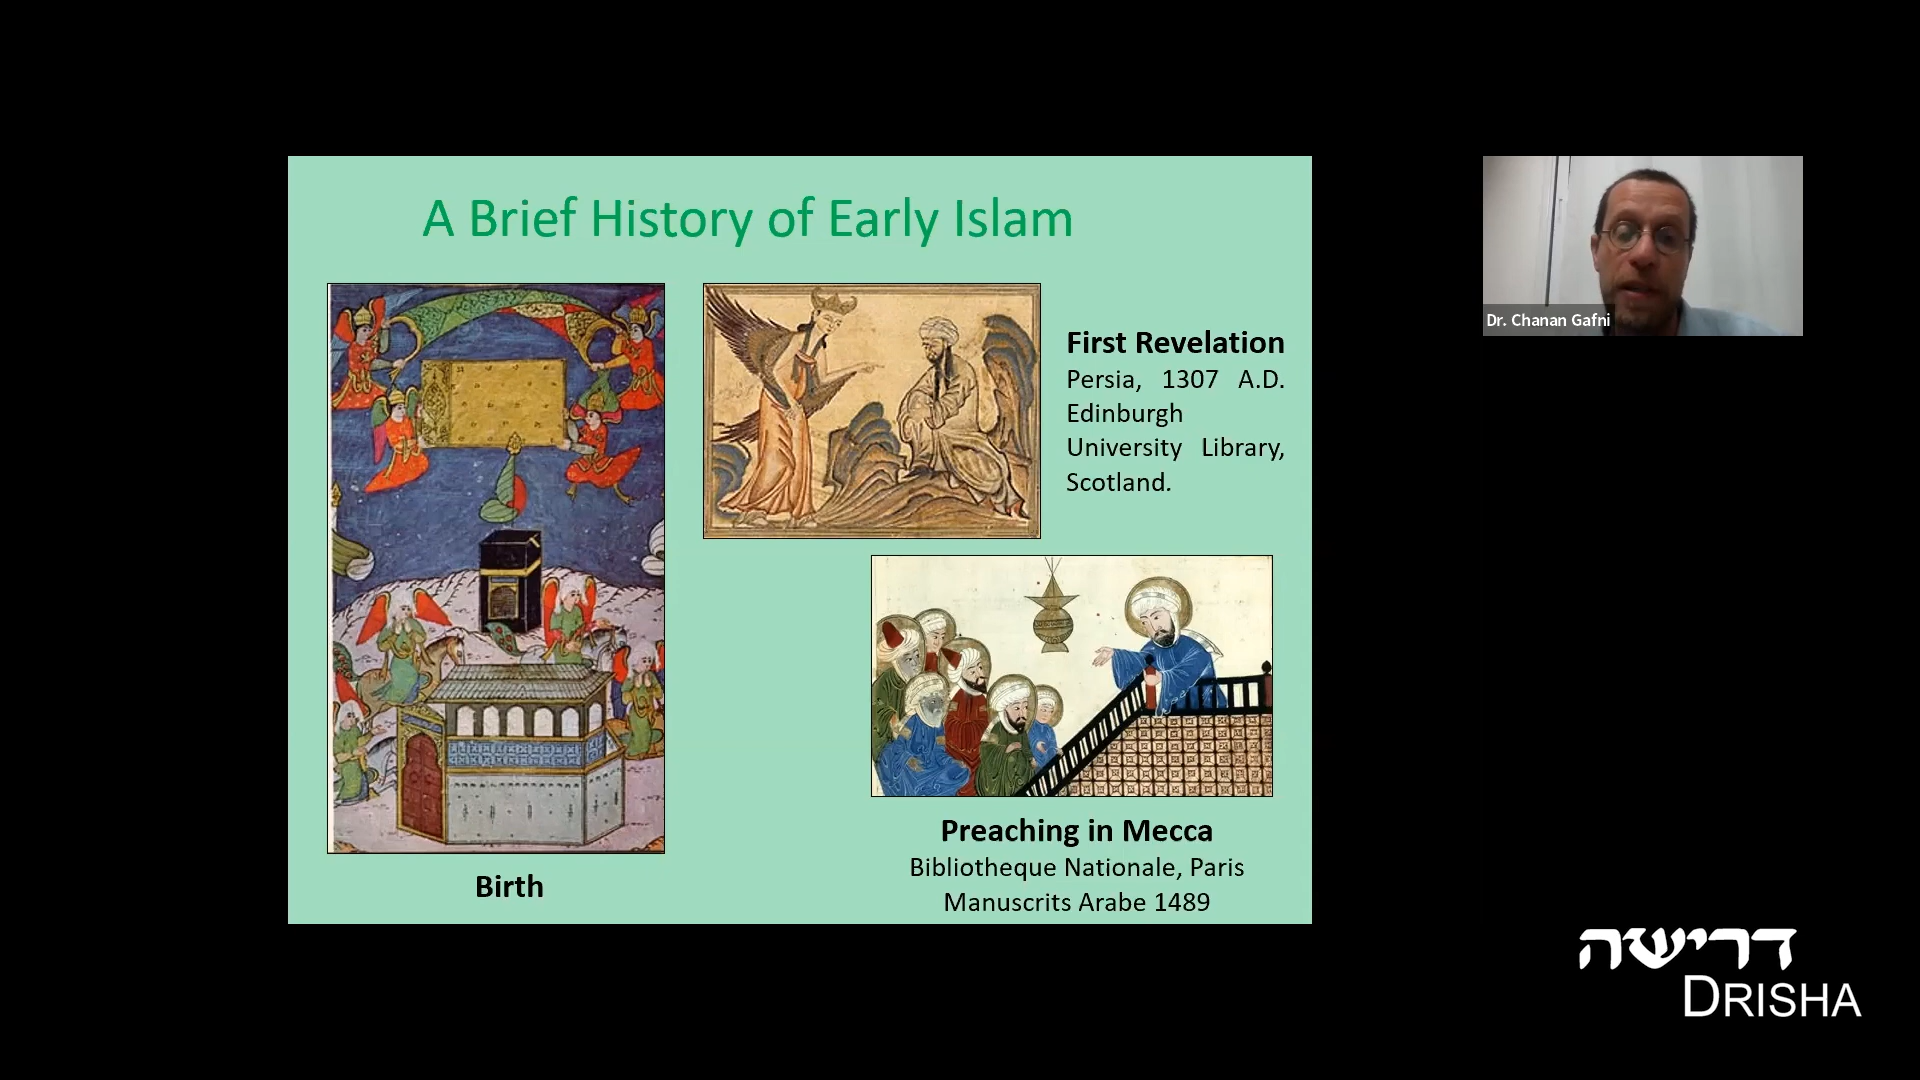 A Brief History of Early Islam
First Revelation
Persia, 1307 A.D.
Edinburgh
University Library,
Scotland.
Birth
Preaching in Mecca
Bibliotheque Nationale, Paris
Manuscrits Arabe 1489
Dr. Chanan Gafni
דרישה
DRISHA